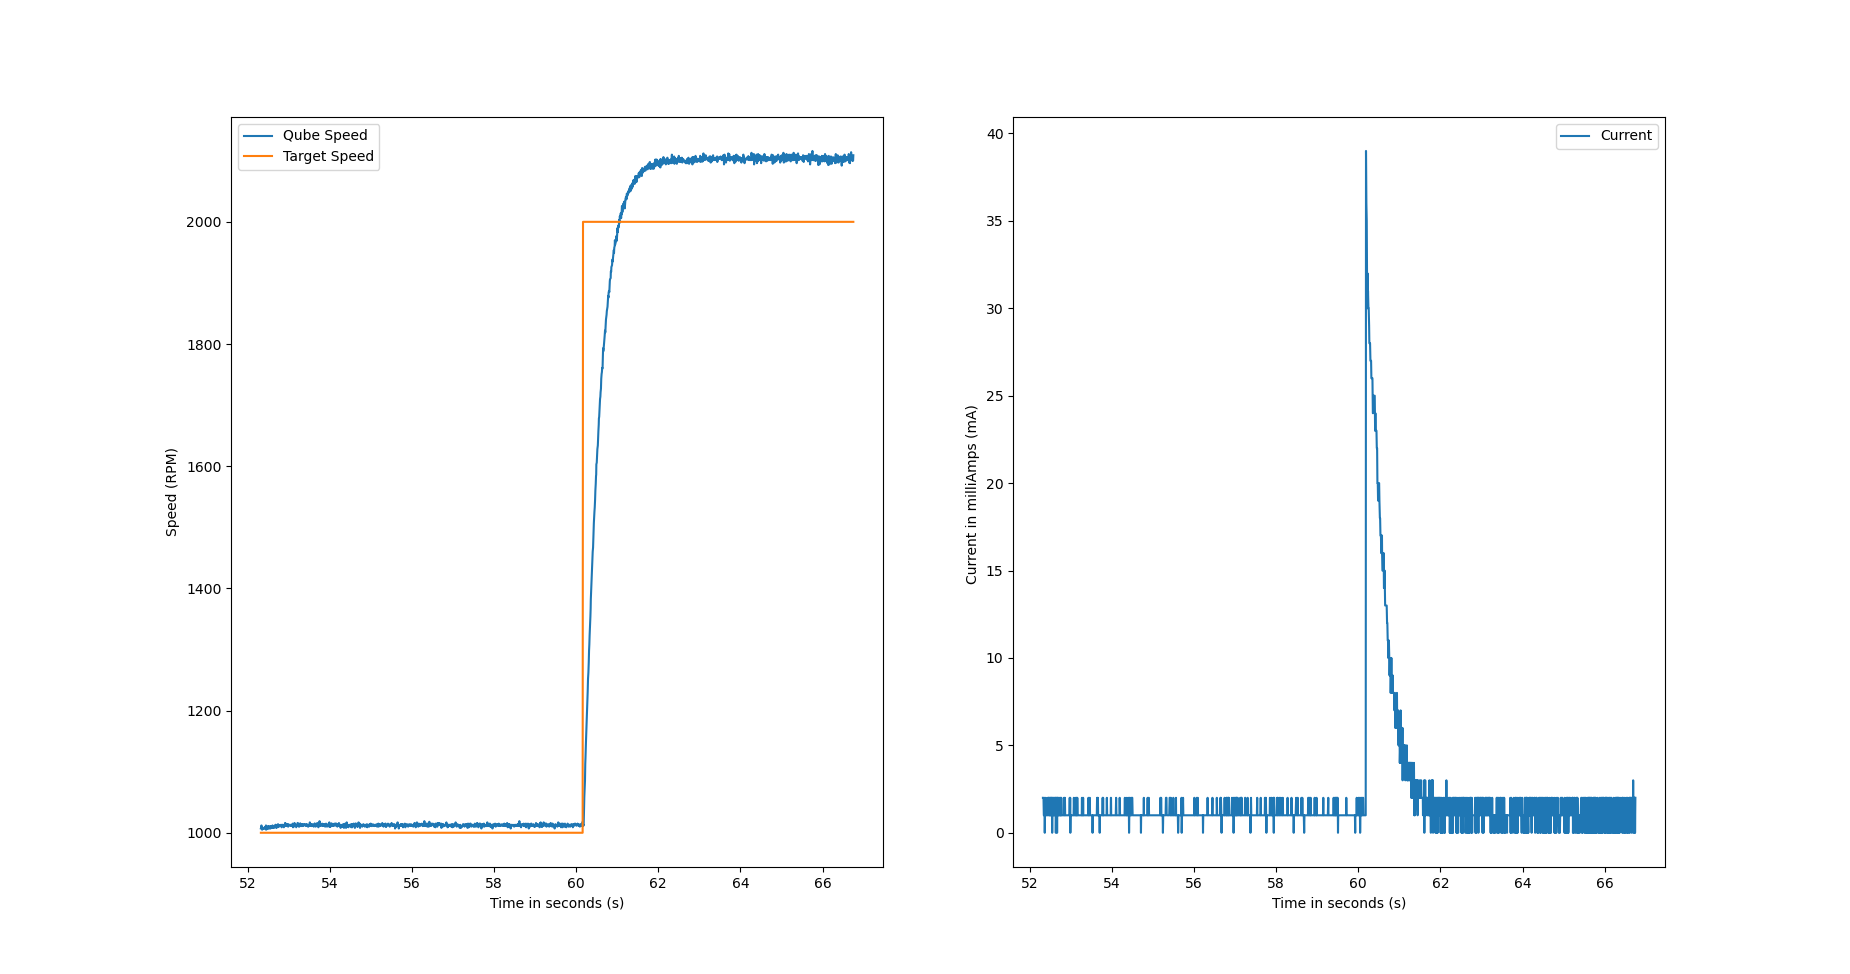 Qube Speed
Target Speed
2000
1800
1600
1400
1200
1000
Speed (RPM)
52 54 56 58 60 62 64 66
Time in seconds (s)
Current
40
35
30
25
20
15
10
5
0
Current in milliAmps (mA)
52 54 56 58 60 62 64 66
Time in seconds (s)